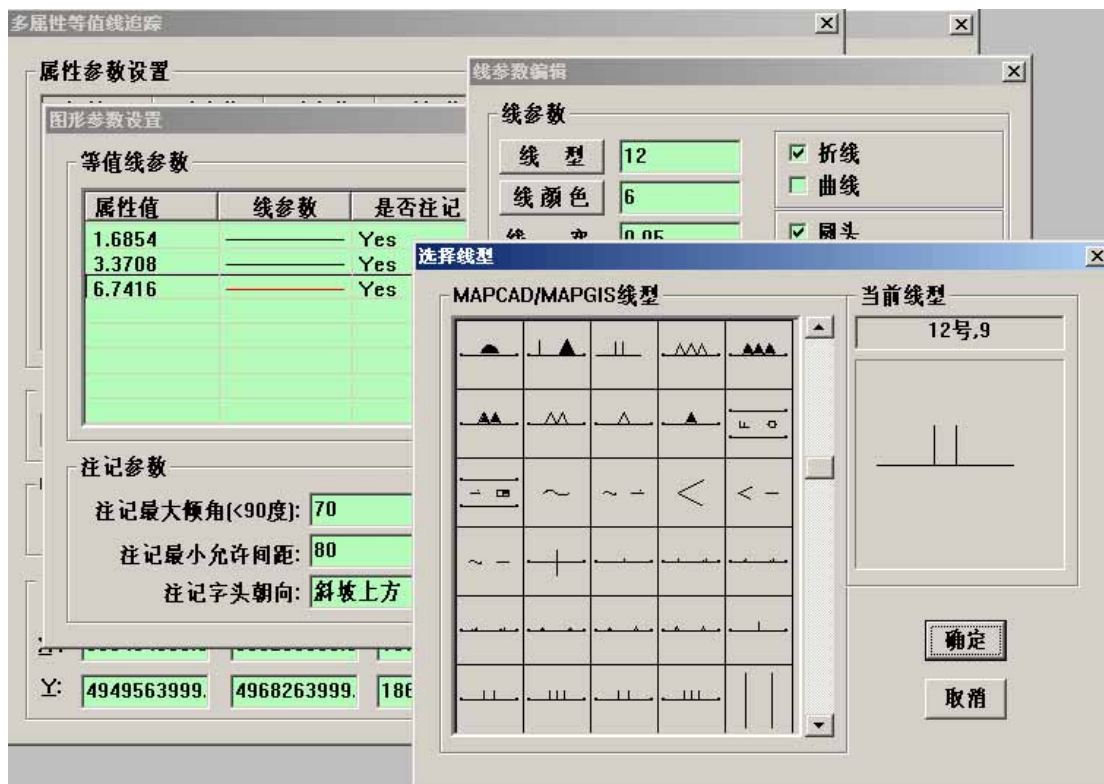 多属性等值线追踪
属性参数设置
图形参数设置
等值线参数
属性值 线参数 是否注记
1.6854 Yes
3.3708 Yes
6.7416 Yes
注记参数
注记最大倾角(<90度): 70
注记最小允许间距: 80
注记字头朝向: 斜坡上方
Y: 4949563999. 4968263999. 186
线参数编辑
线参数
线 型 12
线颜色 6
0.05
折线
曲线
圆头
选择线型
MAPCAD/MAPGIS线型
当前线型
12号,9
确定
取消